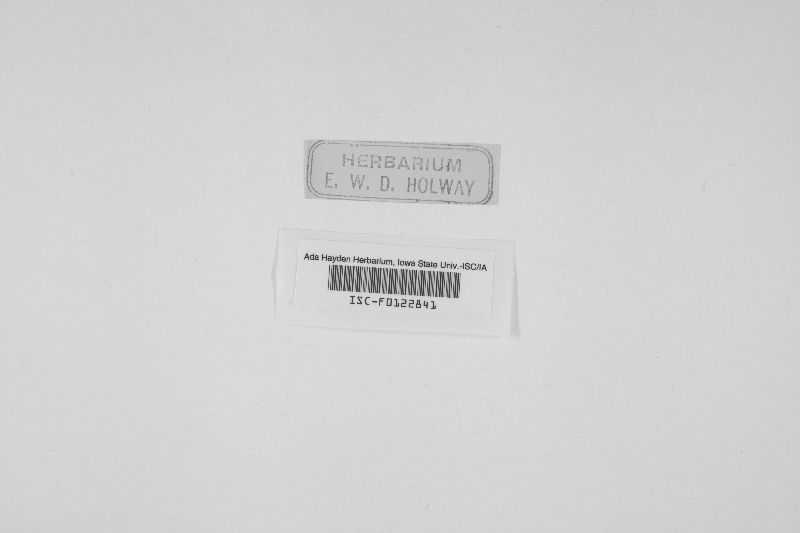 HERBARIUM
E. W. D. HOLWAY
Ada Hayden Herbarium, Iowa State Univ.-ISC/IA
ISC-F0122841